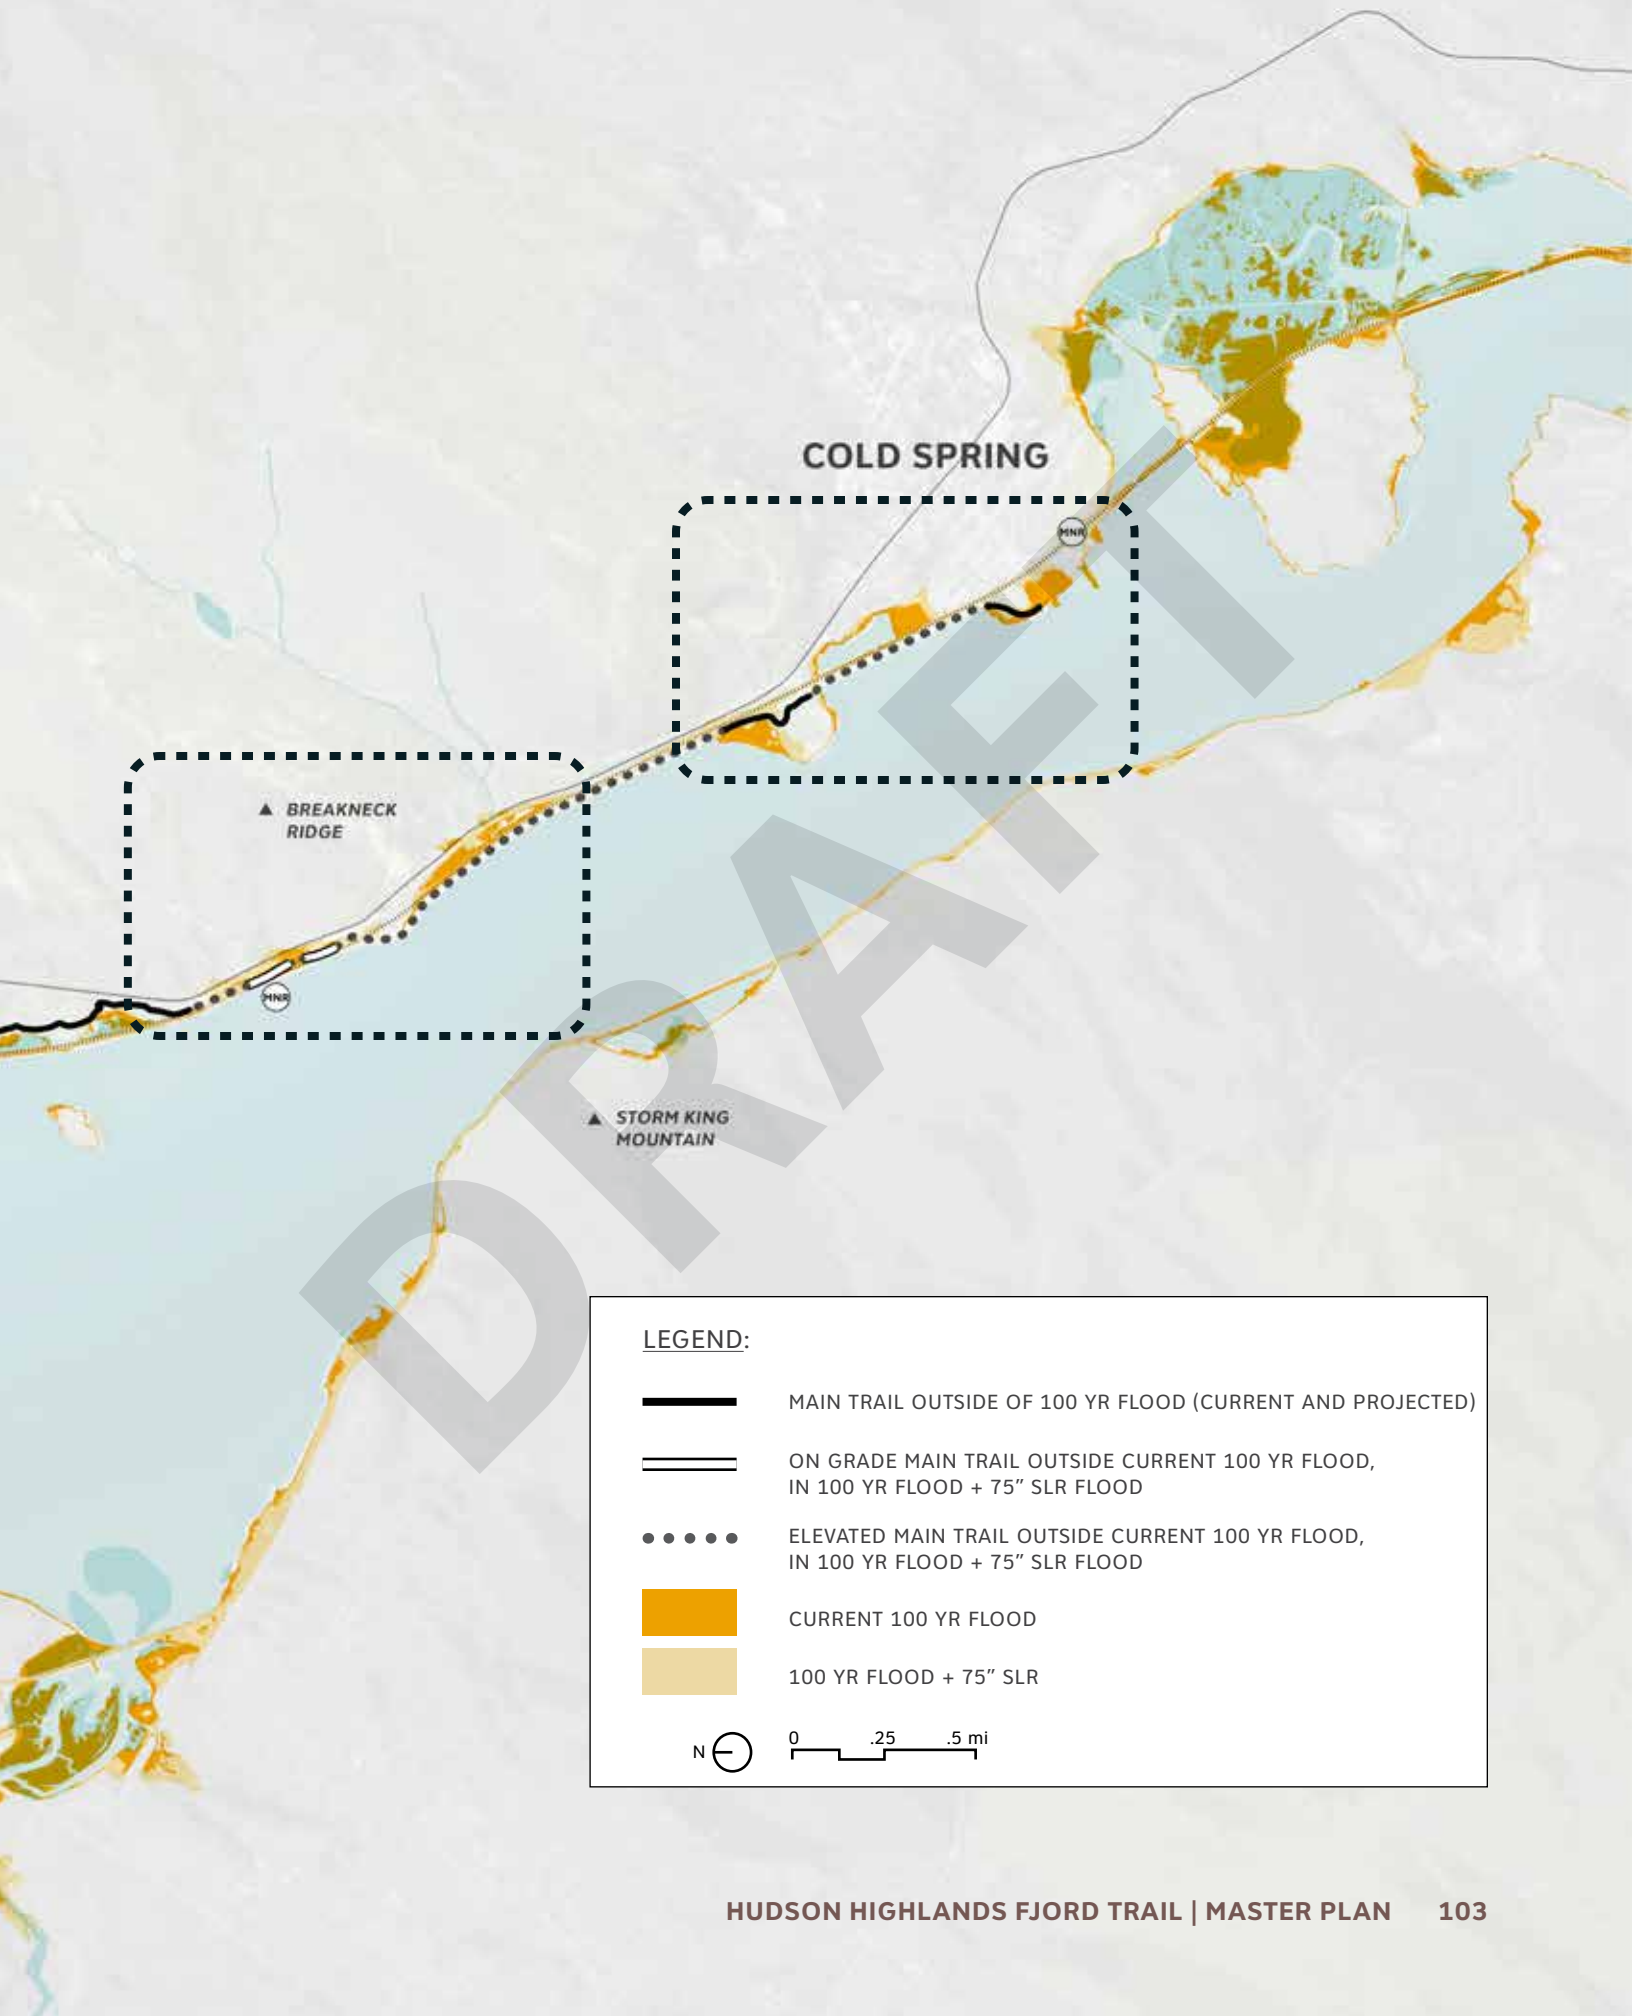 COLD SPRING
MNR
BREAKNECK
RIDGE
MNR
STORM KING
MOUNTAIN
DRAFT
LEGEND:
MAIN TRAIL OUTSIDE OF 100 YR FLOOD (CURRENT AND PROJECTED)
ON GRADE MAIN TRAIL OUTSIDE CURRENT 100 YR FLOOD,
IN 100 YR FLOOD + 75” SLR FLOOD
ELEVATED MAIN TRAIL OUTSIDE CURRENT 100 YR FLOOD,
IN 100 YR FLOOD + 75” SLR FLOOD
CURRENT 100 YR FLOOD
100 YR FLOOD + 75” SLR
N 0 .25 .5 mi
HUDSON HIGHLANDS FJORD TRAIL | MASTER PLAN 103